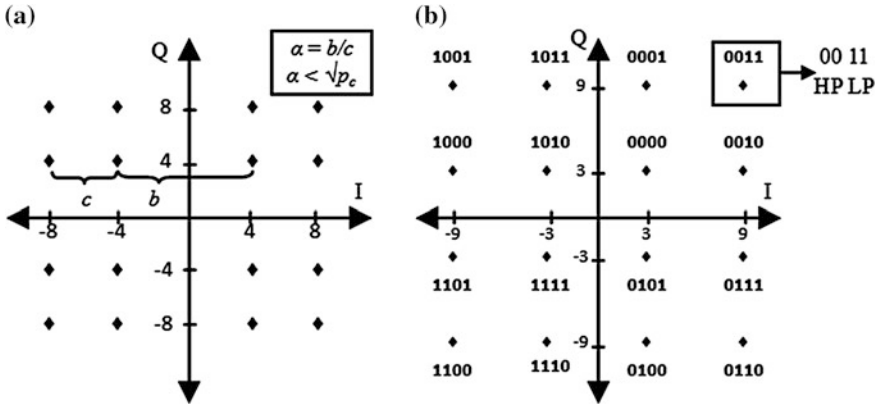 (a)
Q
α = b/c
α < √p_c
8
4
I
c b
-8 -4 4 8
-4
-8
(b)
Q
1001 1011 0001 0011
00 11
HP LP
9
1000 1010 0000 0010
3
I
-9 -3 3 9
-3
1101 1111 0101 0111
-9
1100 1110 0100 0110